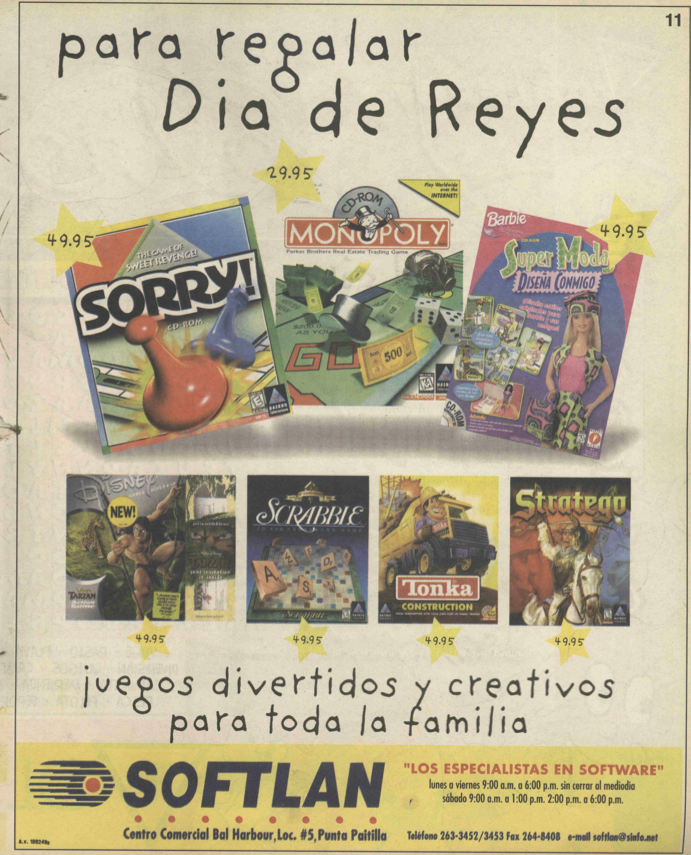 11
para regalar
Dia de Reyes
29.95
49.95
THE GAME OF
SWEET REVENGE!
SORRY!
CD-ROM
Play Worldwide
over the
INTERNET!
CD-ROM
MONOPOLY
Parker Brothers Real Estate Trading Game
GO
500
49.95
Barbie
Super Moda
DISEÑA CONMIGO
CD-ROM
DISNEY
NEW!
TARZAN
49.95
SCRABBLE
49.95
Tonka
CONSTRUCTION
49.95
Stratego
49.95
juegos divertidos y creativos
para toda la familia
SOFTLAN
Centro Comercial Bal Harbour, Loc. #5, Punta Paitilla
"LOS ESPECIALISTAS EN SOFTWARE"
lunes a viernes 9:00 a.m. a 6:00 p.m. sin cerrar al mediodia
sábado 9:00 a.m. a 1:00 p.m. 2:00 p.m. a 6:00 p.m.
Teléfono 263-3452/3453 Fax 264-8408 e-mail softlan@sinfo.net